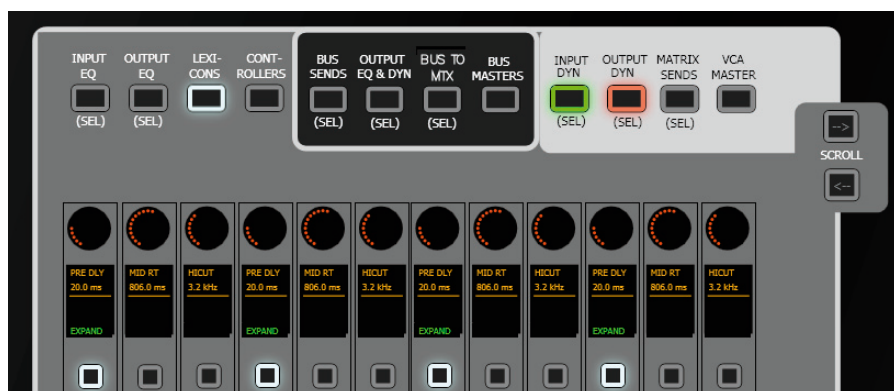 INPUT
EQ
(SEL)
OUTPUT
EQ
(SEL)
LEXI-
CONS
CONT-
ROLLERS
BUS
SENDS
(SEL)
OUTPUT
EQ & DYN
(SEL)
BUS TO
MTX
(SEL)
BUS
MASTERS
INPUT
DYN
(SEL)
OUTPUT
DYN
(SEL)
MATRIX
SENDS
(SEL)
VCA
MASTER
-->
SCROLL
<--
PRE DLY
20.0 ms
EXPAND
MID RT
806.0 ms
HICUT
3.2 kHz
PRE DLY
20.0 ms
EXPAND
MID RT
806.0 ms
HICUT
3.2 kHz
PRE DLY
20.0 ms
EXPAND
MID RT
806.0 ms
HICUT
3.2 kHz
PRE DLY
20.0 ms
EXPAND
MID RT
806.0 ms
HICUT
3.2 kHz